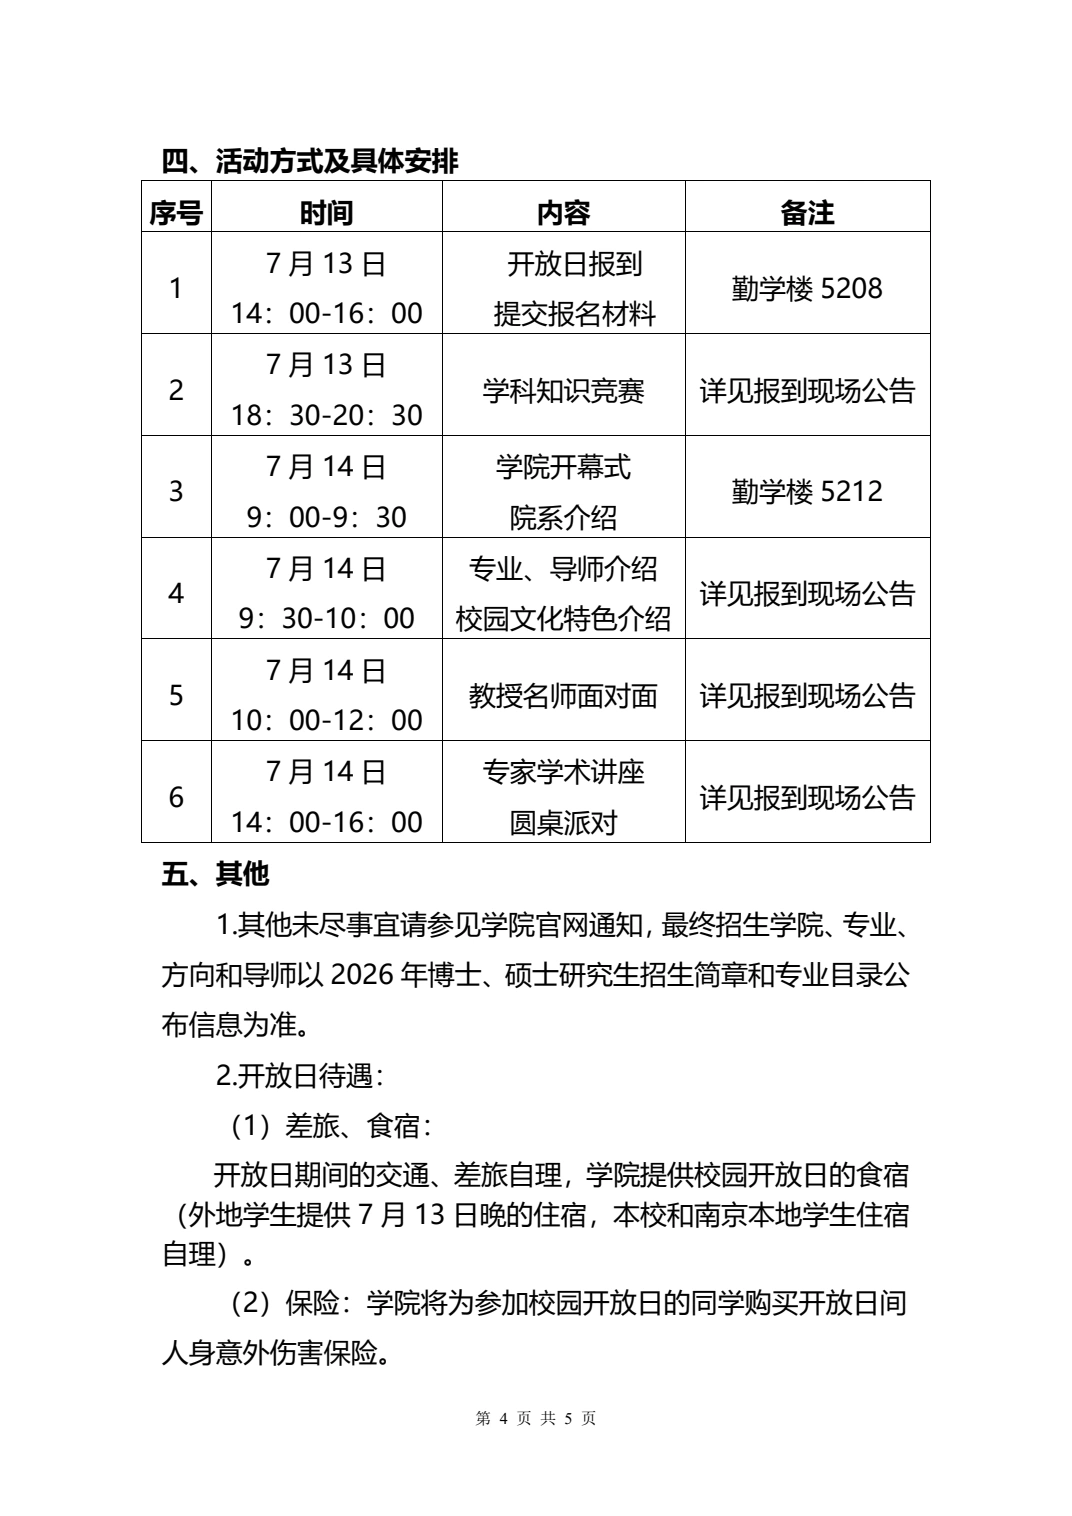 四、活动方式及具体安排
序号 时间 内容 备注
1 7月13日 14：00-16：00 开放日报到 提交报名材料 勤学楼5208
2 7月13日 18：30-20：30 学科知识竞赛 详见报到现场公告
3 7月14日 9：00-9：30 学院开幕式 院系介绍 勤学楼5212
4 7月14日 9：30-10：00 专业、导师介绍 校园文化特色介绍 详见报到现场公告
5 7月14日 10：00-12：00 教授名师面对面 详见报到现场公告
6 7月14日 14：00-16：00 专家学术讲座 圆桌派对 详见报到现场公告
五、其他
1.其他未尽事宜请参见学院官网通知，最终招生学院、专业、
方向和导师以2026年博士、硕士研究生招生简章和专业目录公
布信息为准。
2.开放日待遇：
（1）差旅、食宿：
开放日期间的交通、差旅自理，学院提供校园开放日的食宿
（外地学生提供7月13日晚的住宿，本校和南京本地学生住宿
自理）。
（2）保险：学院将为参加校园开放日的同学购买开放日间
人身意外伤害保险。
第 4 页 共 5 页